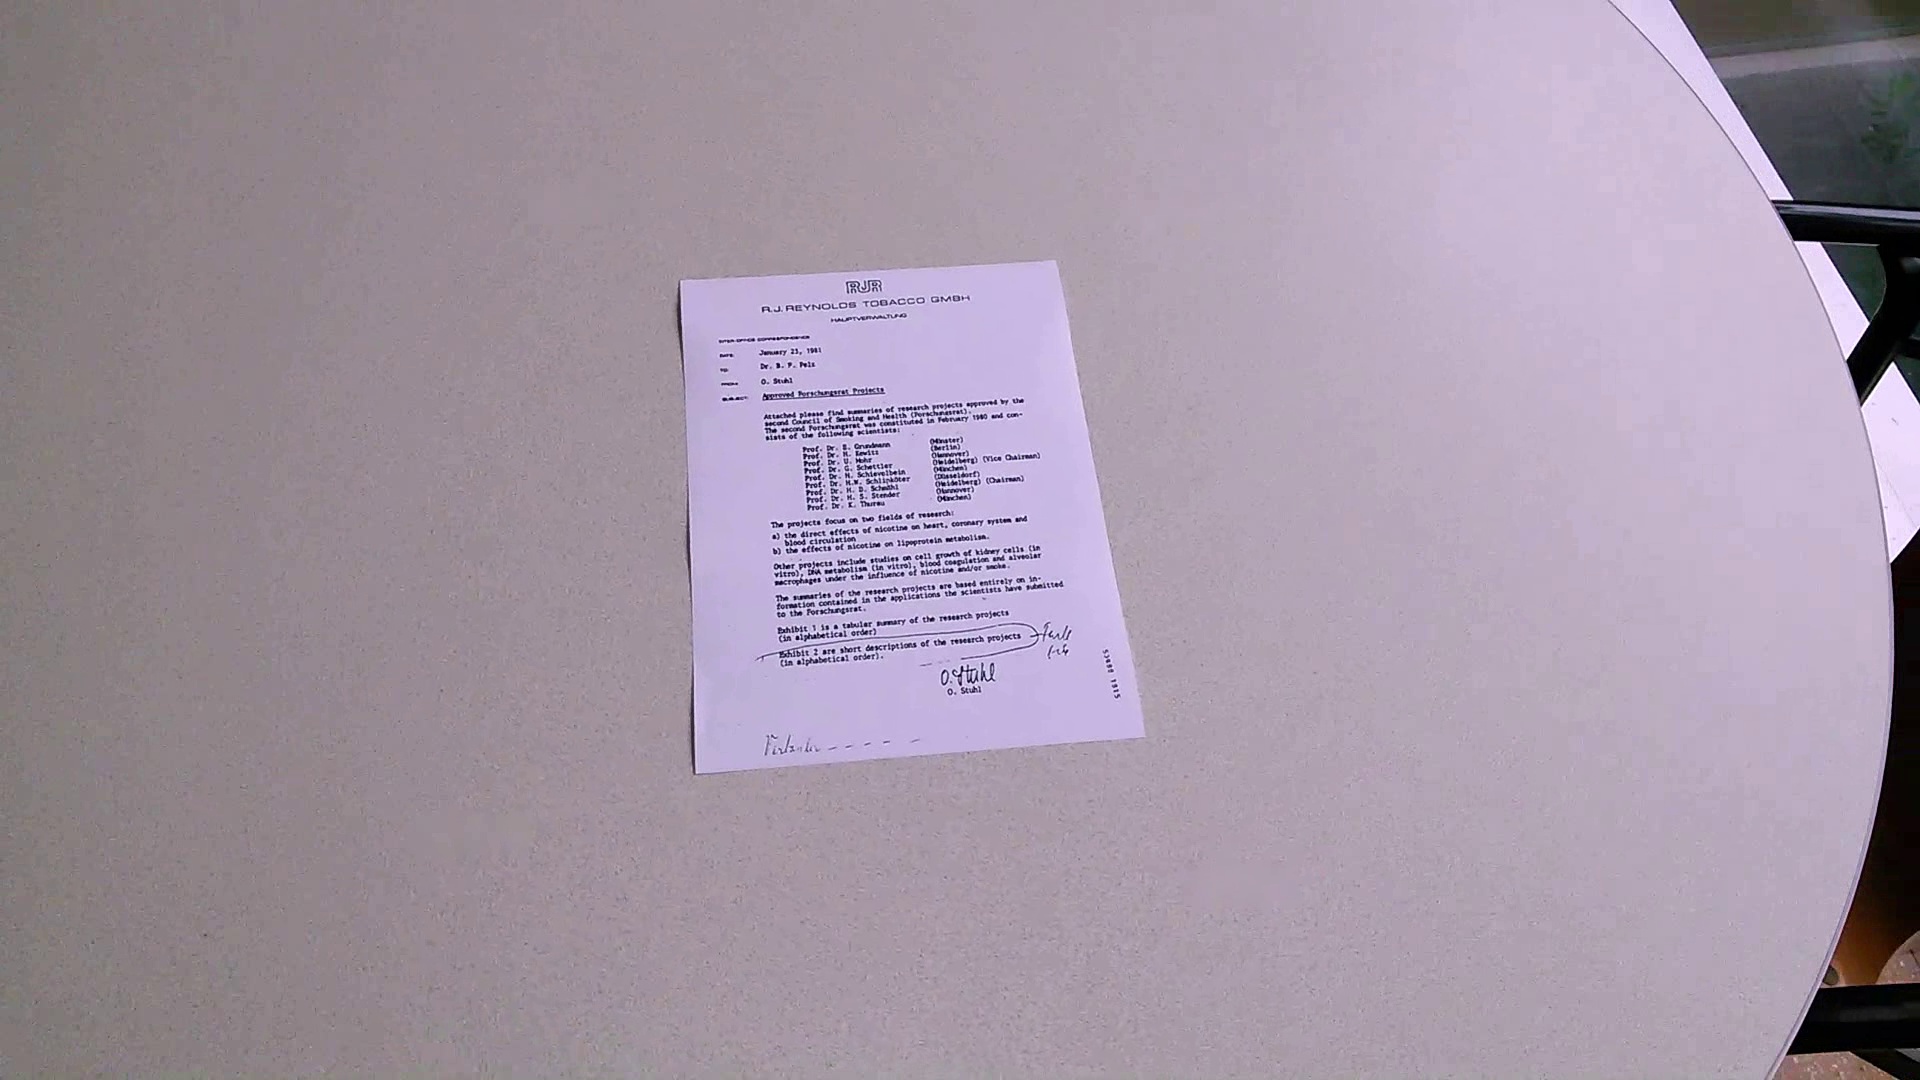 RJR
R.J. REYNOLDS TOBACCO GMBH
HAUPTVERWALTUNG
INTER-OFFICE CORRESPONDENCE
DATE: January 23, 1981
TO: Dr. B. F. Pelz
FROM: O. Stuhl
SUBJECT: Approved Forschungsrat Projects
Attached please find summaries of research projects approved by the
second Council of Smoking and Health (Forschungsrat).
The second Forschungsrat was constituted in February 1980 and con-
sists of the following scientists:
Prof. Dr. E. Grundmann (Münster)
Prof. Dr. H. Kewitz (Berlin)
Prof. Dr. U. Mohr (Hannover)
Prof. Dr. G. Schettler (Heidelberg) (Vice Chairman)
Prof. Dr. H. Schievelbein (München)
Prof. Dr. H.W. Schlipköter (Düsseldorf)
Prof. Dr. H. D. Schmähl (Heidelberg) (Chairman)
Prof. Dr. H. S. Stender (Hannover)
Prof. Dr. K. Thurau (München)
The projects focus on two fields of research:
a) the direct effects of nicotine on heart, coronary system and
blood circulation
b) the effects of nicotine on lipoprotein metabolism.
Other projects include studies on cell growth of kidney cells (in
vitro), DNA metabolism (in vitro), blood coagulation and alveolar
macrophages under the influence of nicotine and/or smoke.
The summaries of the research projects are based entirely on in-
formation contained in the applications the scientists have submitted
to the Forschungsrat.
Exhibit 1 is a tabular summary of the research projects
(in alphabetical order)
Exhibit 2 are short descriptions of the research projects
(in alphabetical order).
O. Stuhl
O. Stuhl